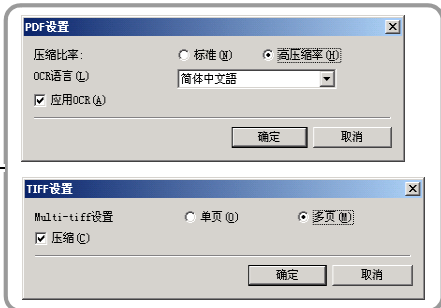 PDF设置
压缩比率: 标准(N) 高压缩率(H)
OCR语言(L) 简体中文語
应用OCR(A)
确定 取消
TIFF设置
Multi-tiff设置 单页(O) 多页(M)
压缩(C)
确定 取消